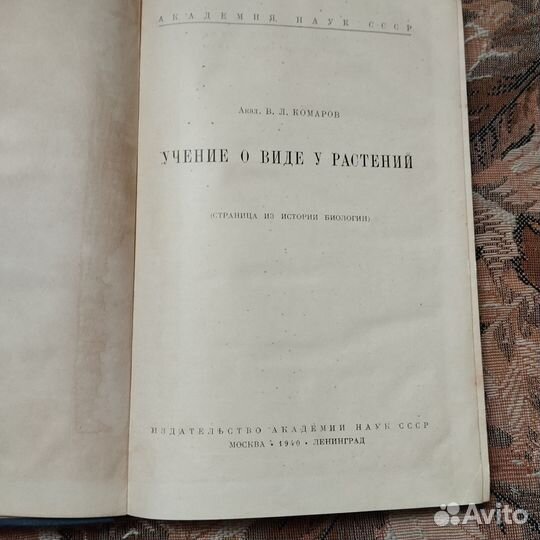 АКАДЕМИЯ НАУК СССР
Акад. В. Л. КОМАРОВ
УЧЕНИЕ О ВИДЕ У РАСТЕНИЙ
(СТРАНИЦА ИЗ ИСТОРИИ БИОЛОГИИ)
ИЗДАТЕЛЬСТВО АКАДЕМИИ НАУК СССР
МОСКВА • 1940 • ЛЕНИНГРАД
Avito